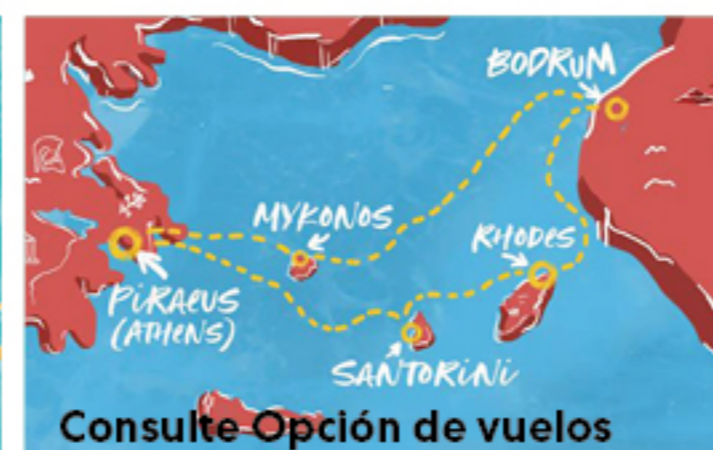 BODRUM
MYKONOS
RHODES
PIRAEUS
(ATHENS)
SANTORINI
Consulte Opción de vuelos